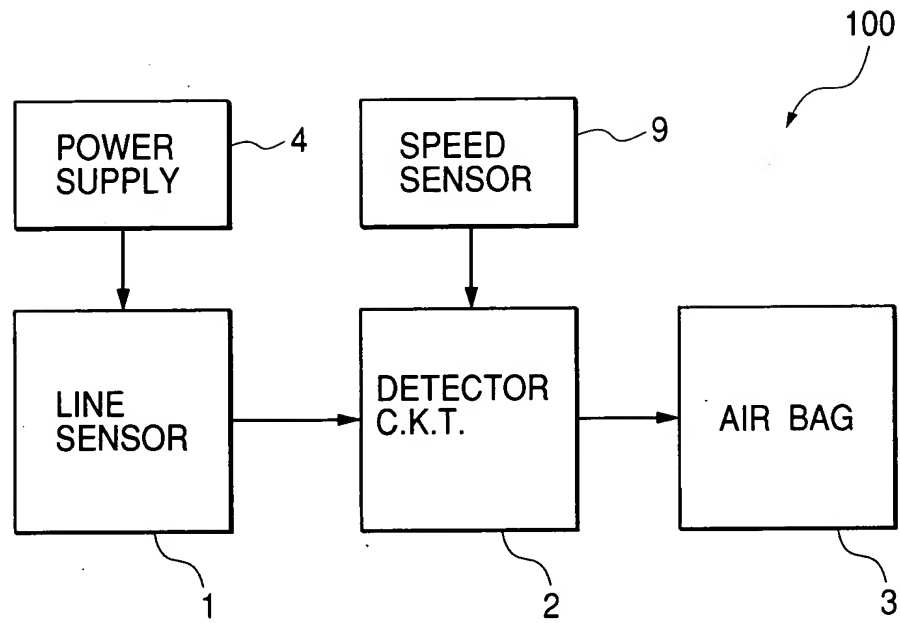 100
POWER
SUPPLY
4
SPEED
SENSOR
9
LINE
SENSOR
1
DETECTOR
C.K.T.
2
AIR BAG
3